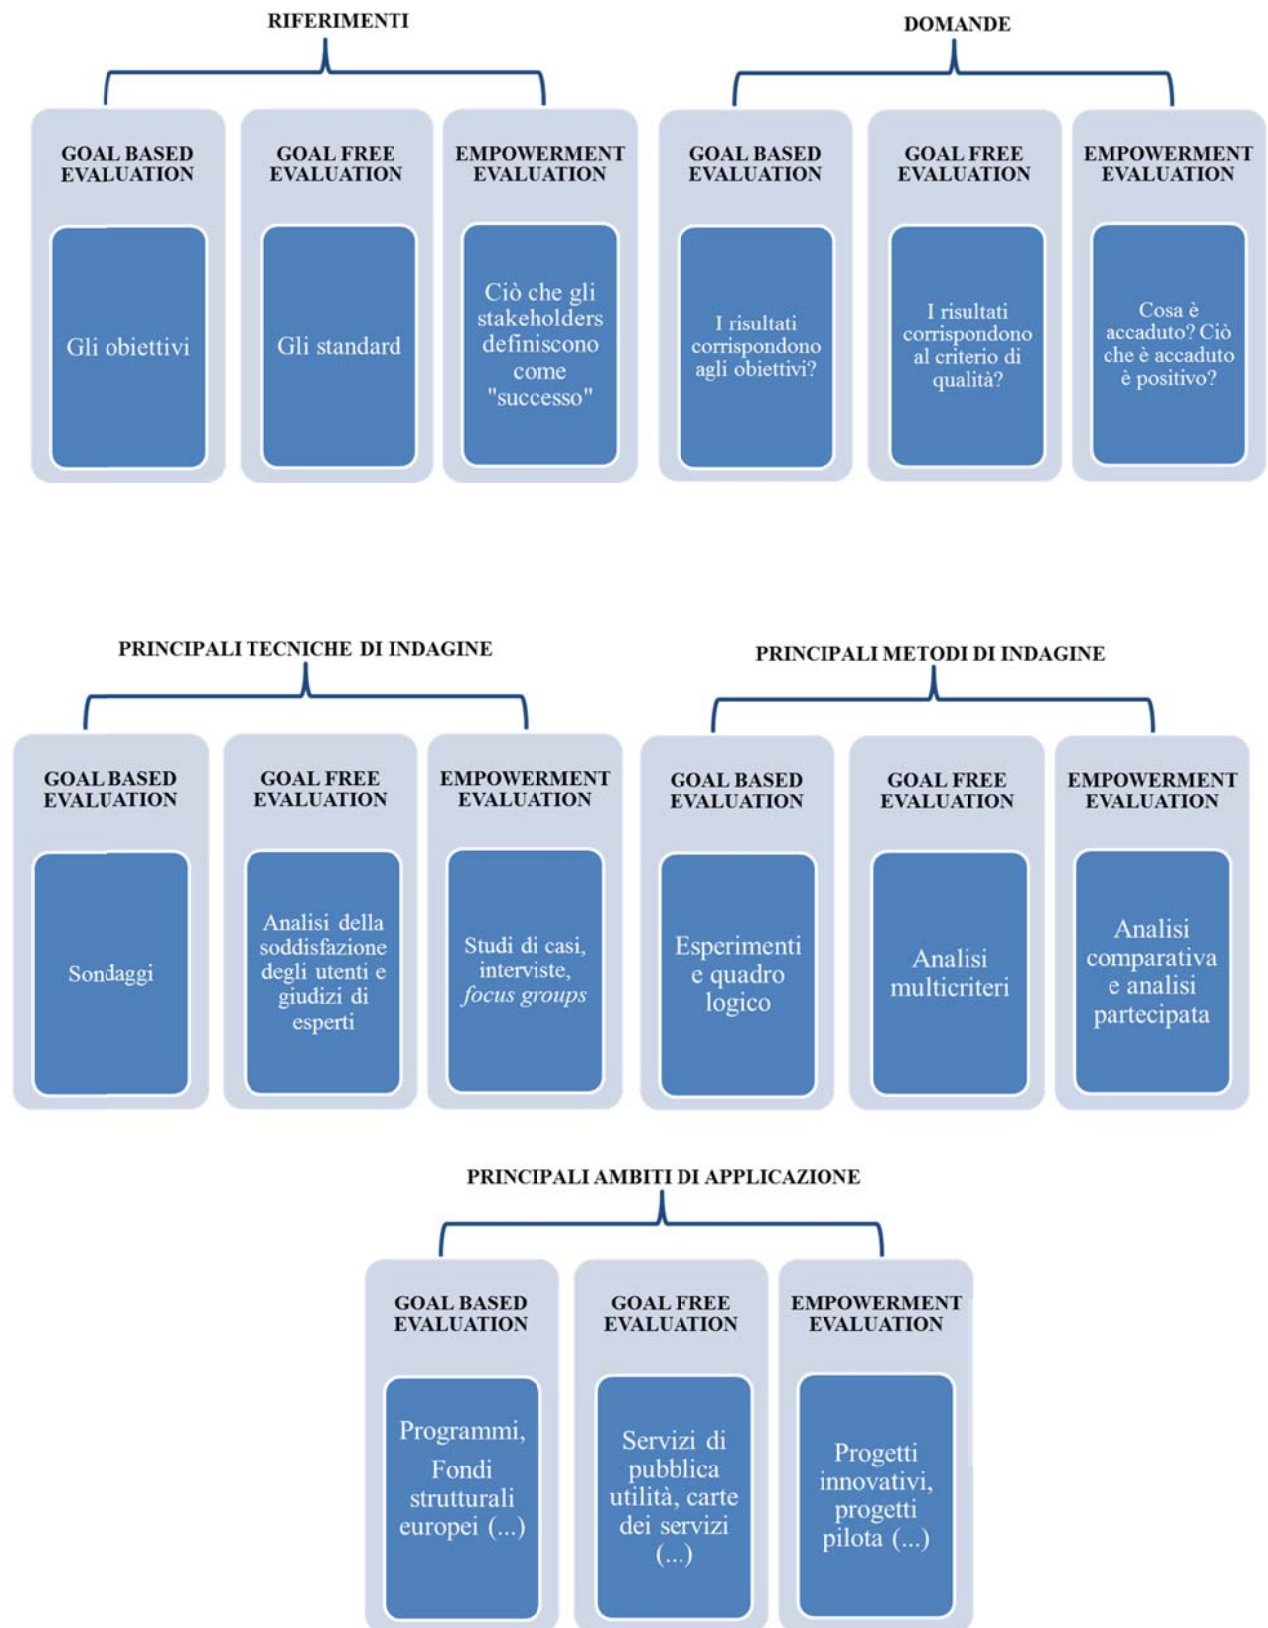 RIFERIMENTI
GOAL BASED
EVALUATION
Gli obiettivi
GOAL FREE
EVALUATION
Gli standard
EMPOWERMENT
EVALUATION
Ciò che gli
stakeholders
definiscono
come
"successo"
DOMANDE
GOAL BASED
EVALUATION
I risultati
corrispondono
agli obiettivi?
GOAL FREE
EVALUATION
I risultati
corrispondono
al criterio di
qualità?
EMPOWERMENT
EVALUATION
Cosa è
accaduto? Ciò
che è accaduto
è positivo?
PRINCIPALI TECNICHE DI INDAGINE
GOAL BASED
EVALUATION
Sondaggi
GOAL FREE
EVALUATION
Analisi della
soddisfazione
degli utenti e
giudizi di
esperti
EMPOWERMENT
EVALUATION
Studi di casi,
interviste,
focus groups
PRINCIPALI METODI DI INDAGINE
GOAL BASED
EVALUATION
Esperimenti
e quadro
logico
GOAL FREE
EVALUATION
Analisi
multicriteri
EMPOWERMENT
EVALUATION
Analisi
comparativa
e analisi
partecipata
PRINCIPALI AMBITI DI APPLICAZIONE
GOAL BASED
EVALUATION
Programmi,
Fondi
strutturali
europei (...)
GOAL FREE
EVALUATION
Servizi di
pubblica
utilità, carte
dei servizi
(...)
EMPOWERMENT
EVALUATION
Progetti
innovativi,
progetti
pilota (...)